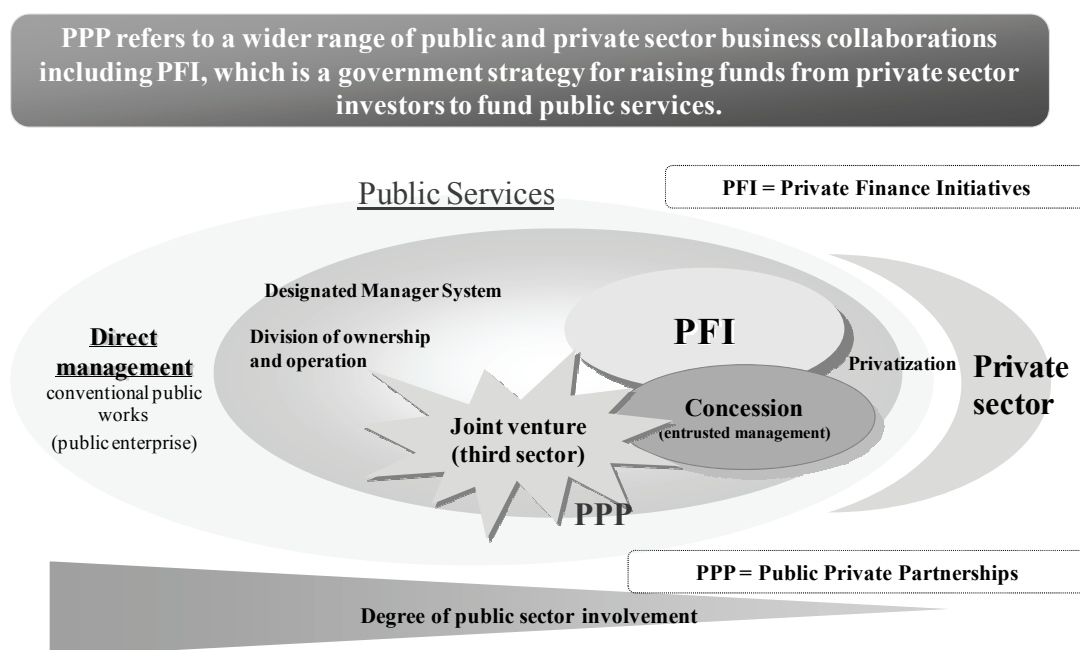 PPP refers to a wider range of public and private sector business collaborations
including PFI, which is a government strategy for raising funds from private sector
investors to fund public services.
Public Services
PFI = Private Finance Initiatives
Designated Manager System
Division of ownership
and operation
Direct
management
conventional public
works
(public enterprise)
PFI
Privatization
Private
sector
Concession
(entrusted management)
Joint venture
(third sector)
PPP
PPP = Public Private Partnerships
Degree of public sector involvement